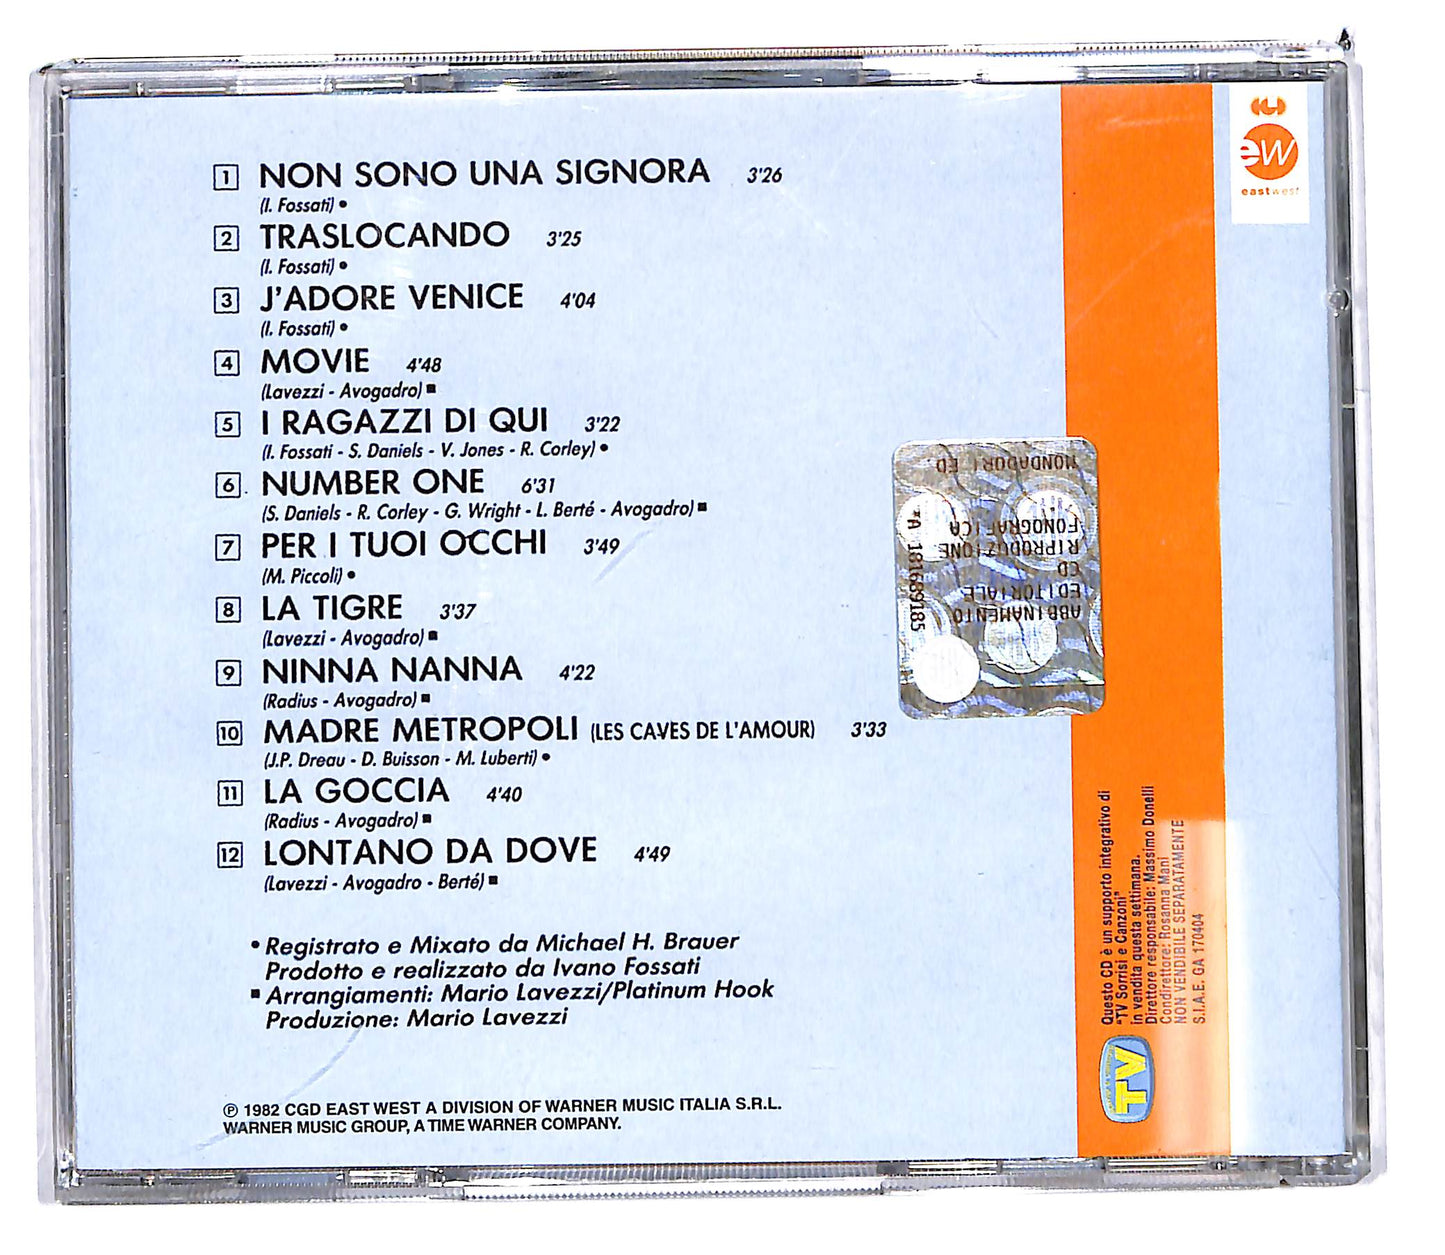 1 NON SONO UNA SIGNORA 3'26
(I. Fossati) •
2 TRASLOCANDO 3'25
(I. Fossati) •
3 J'ADORE VENICE 4'04
(I. Fossati) •
4 MOVIE 4'48
(Lavezzi - Avogadro) ■
5 I RAGAZZI DI QUI 3'22
(I. Fossati - S. Daniels - V. Jones - R. Corley) •
6 NUMBER ONE 6'31
(S. Daniels - R. Corley - G. Wright - L. Berté - Avogadro) ■
7 PER I TUOI OCCHI 3'49
(M. Piccoli) •
8 LA TIGRE 3'37
(Lavezzi - Avogadro) ■
9 NINNA NANNA 4'22
(Radius - Avogadro) ■
10 MADRE METROPOLI (LES CAVES DE L'AMOUR) 3'33
(J.P. Dreau - D. Buisson - M. Luberti) •
11 LA GOCCIA 4'40
(Radius - Avogadro) ■
12 LONTANO DA DOVE 4'49
(Lavezzi - Avogadro - Berté) ■
• Registrato e Mixato da Michael H. Brauer
Prodotto e realizzato da Ivano Fossati
■ Arrangiamenti: Mario Lavezzi/Platinum Hook
Produzione: Mario Lavezzi
℗ 1982 CGD EAST WEST A DIVISION OF WARNER MUSIC ITALIA S.R.L.
WARNER MUSIC GROUP, A TIME WARNER COMPANY.
ew
eastwest
ABBINAMENTO
EDITORIALE
CD
RIPRODUZIONE
FONOGRAFICA
MONDADORI ED.
*A 181689185
Questo CD è un supporto integrativo di
"TV Sorrisi e Canzoni"
in vendita questa settimana.
Direttore responsabile: Massimo Donelli
Condirettore: Rosanna Mani
NON VENDIBILE SEPARATAMENTE
S.I.A.E. GA 170404
TV